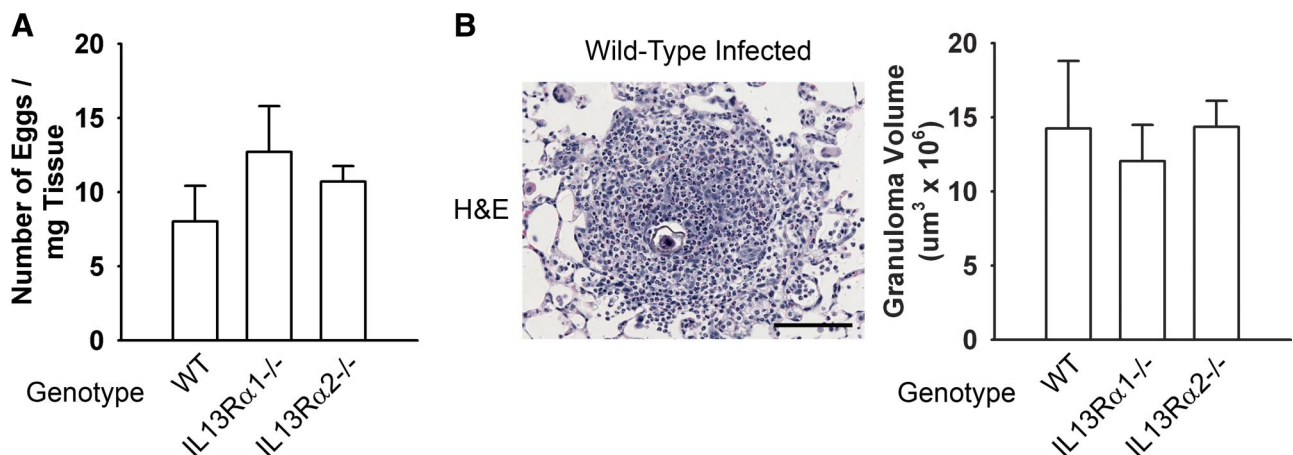 A
20
15
10
5
0
Number of Eggs /
mg Tissue
Genotype
WT
IL13Rα1-/-
IL13Rα2-/-
B
Wild-Type Infected
H&E
20
15
10
5
0
Granuloma Volume
(um³ x 10⁶)
Genotype
WT
IL13Rα1-/-
IL13Rα2-/-